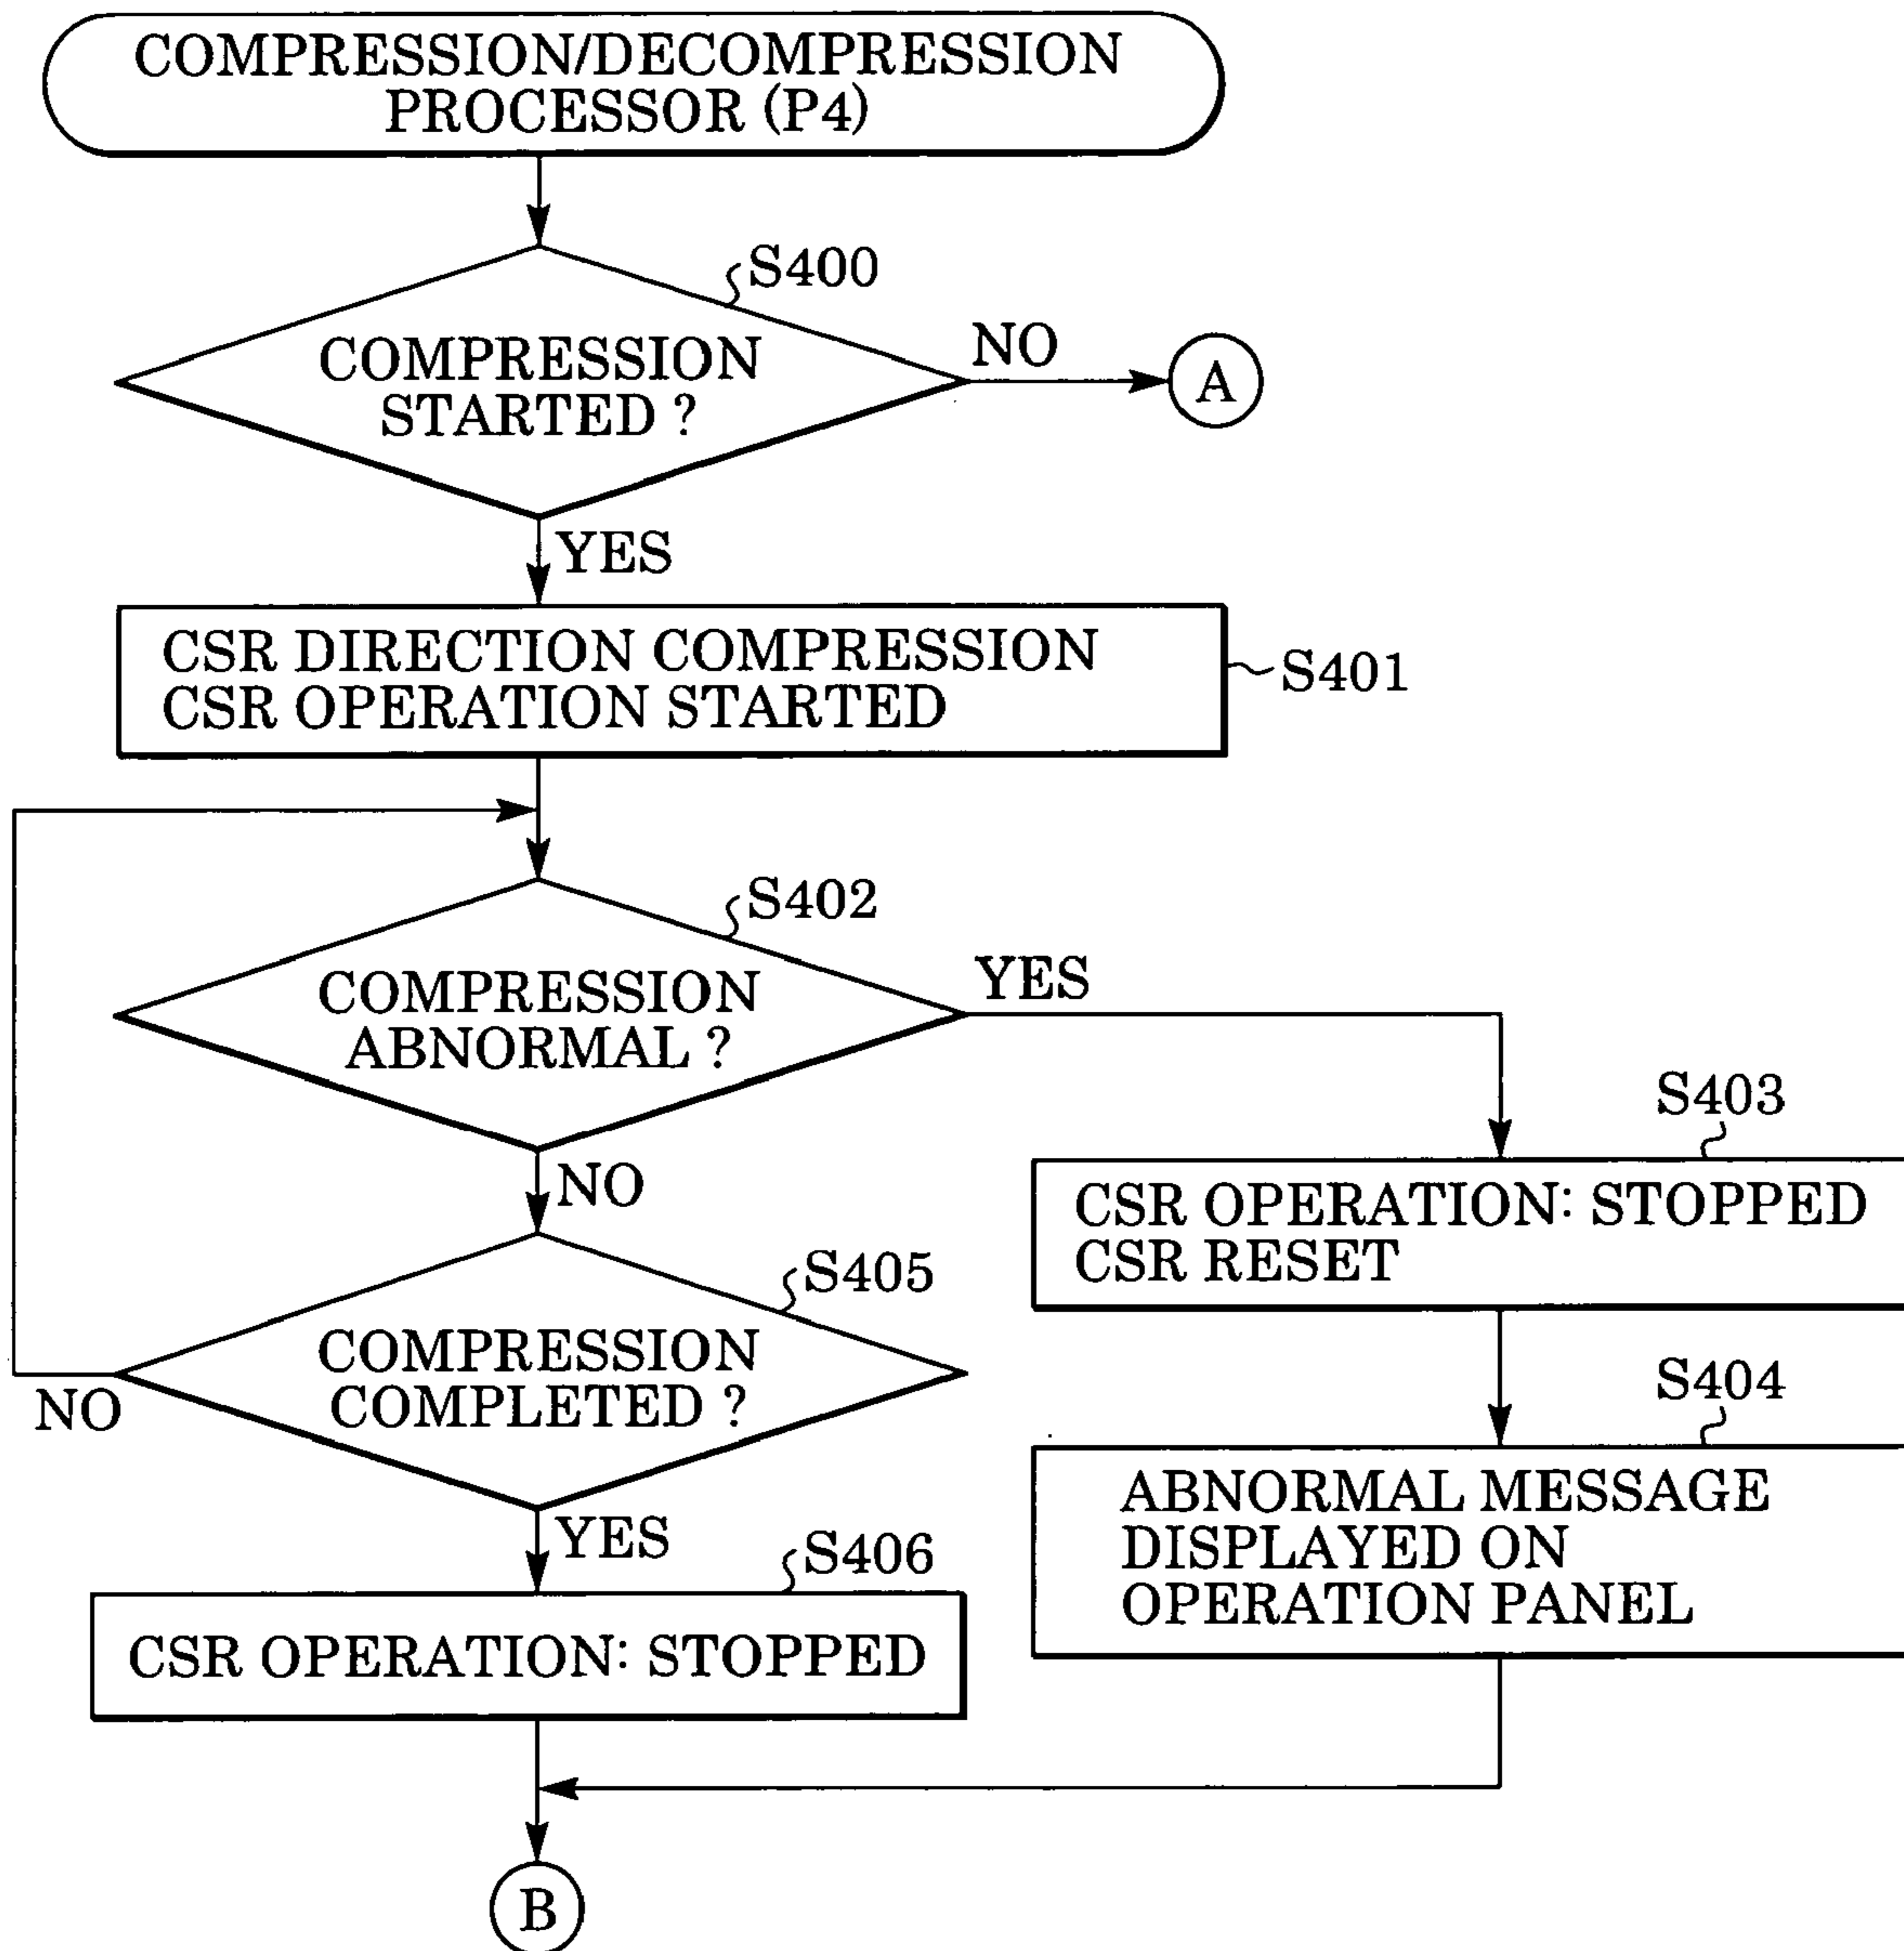 COMPRESSION/DECOMPRESSION
PROCESSOR (P4)
S400
COMPRESSION
STARTED ?
NO
A
YES
CSR DIRECTION COMPRESSION
CSR OPERATION STARTED
S401
S402
COMPRESSION
ABNORMAL ?
YES
NO
S403
CSR OPERATION: STOPPED
CSR RESET
S405
COMPRESSION
COMPLETED ?
NO
YES
S404
ABNORMAL MESSAGE
DISPLAYED ON
OPERATION PANEL
S406
CSR OPERATION: STOPPED
B